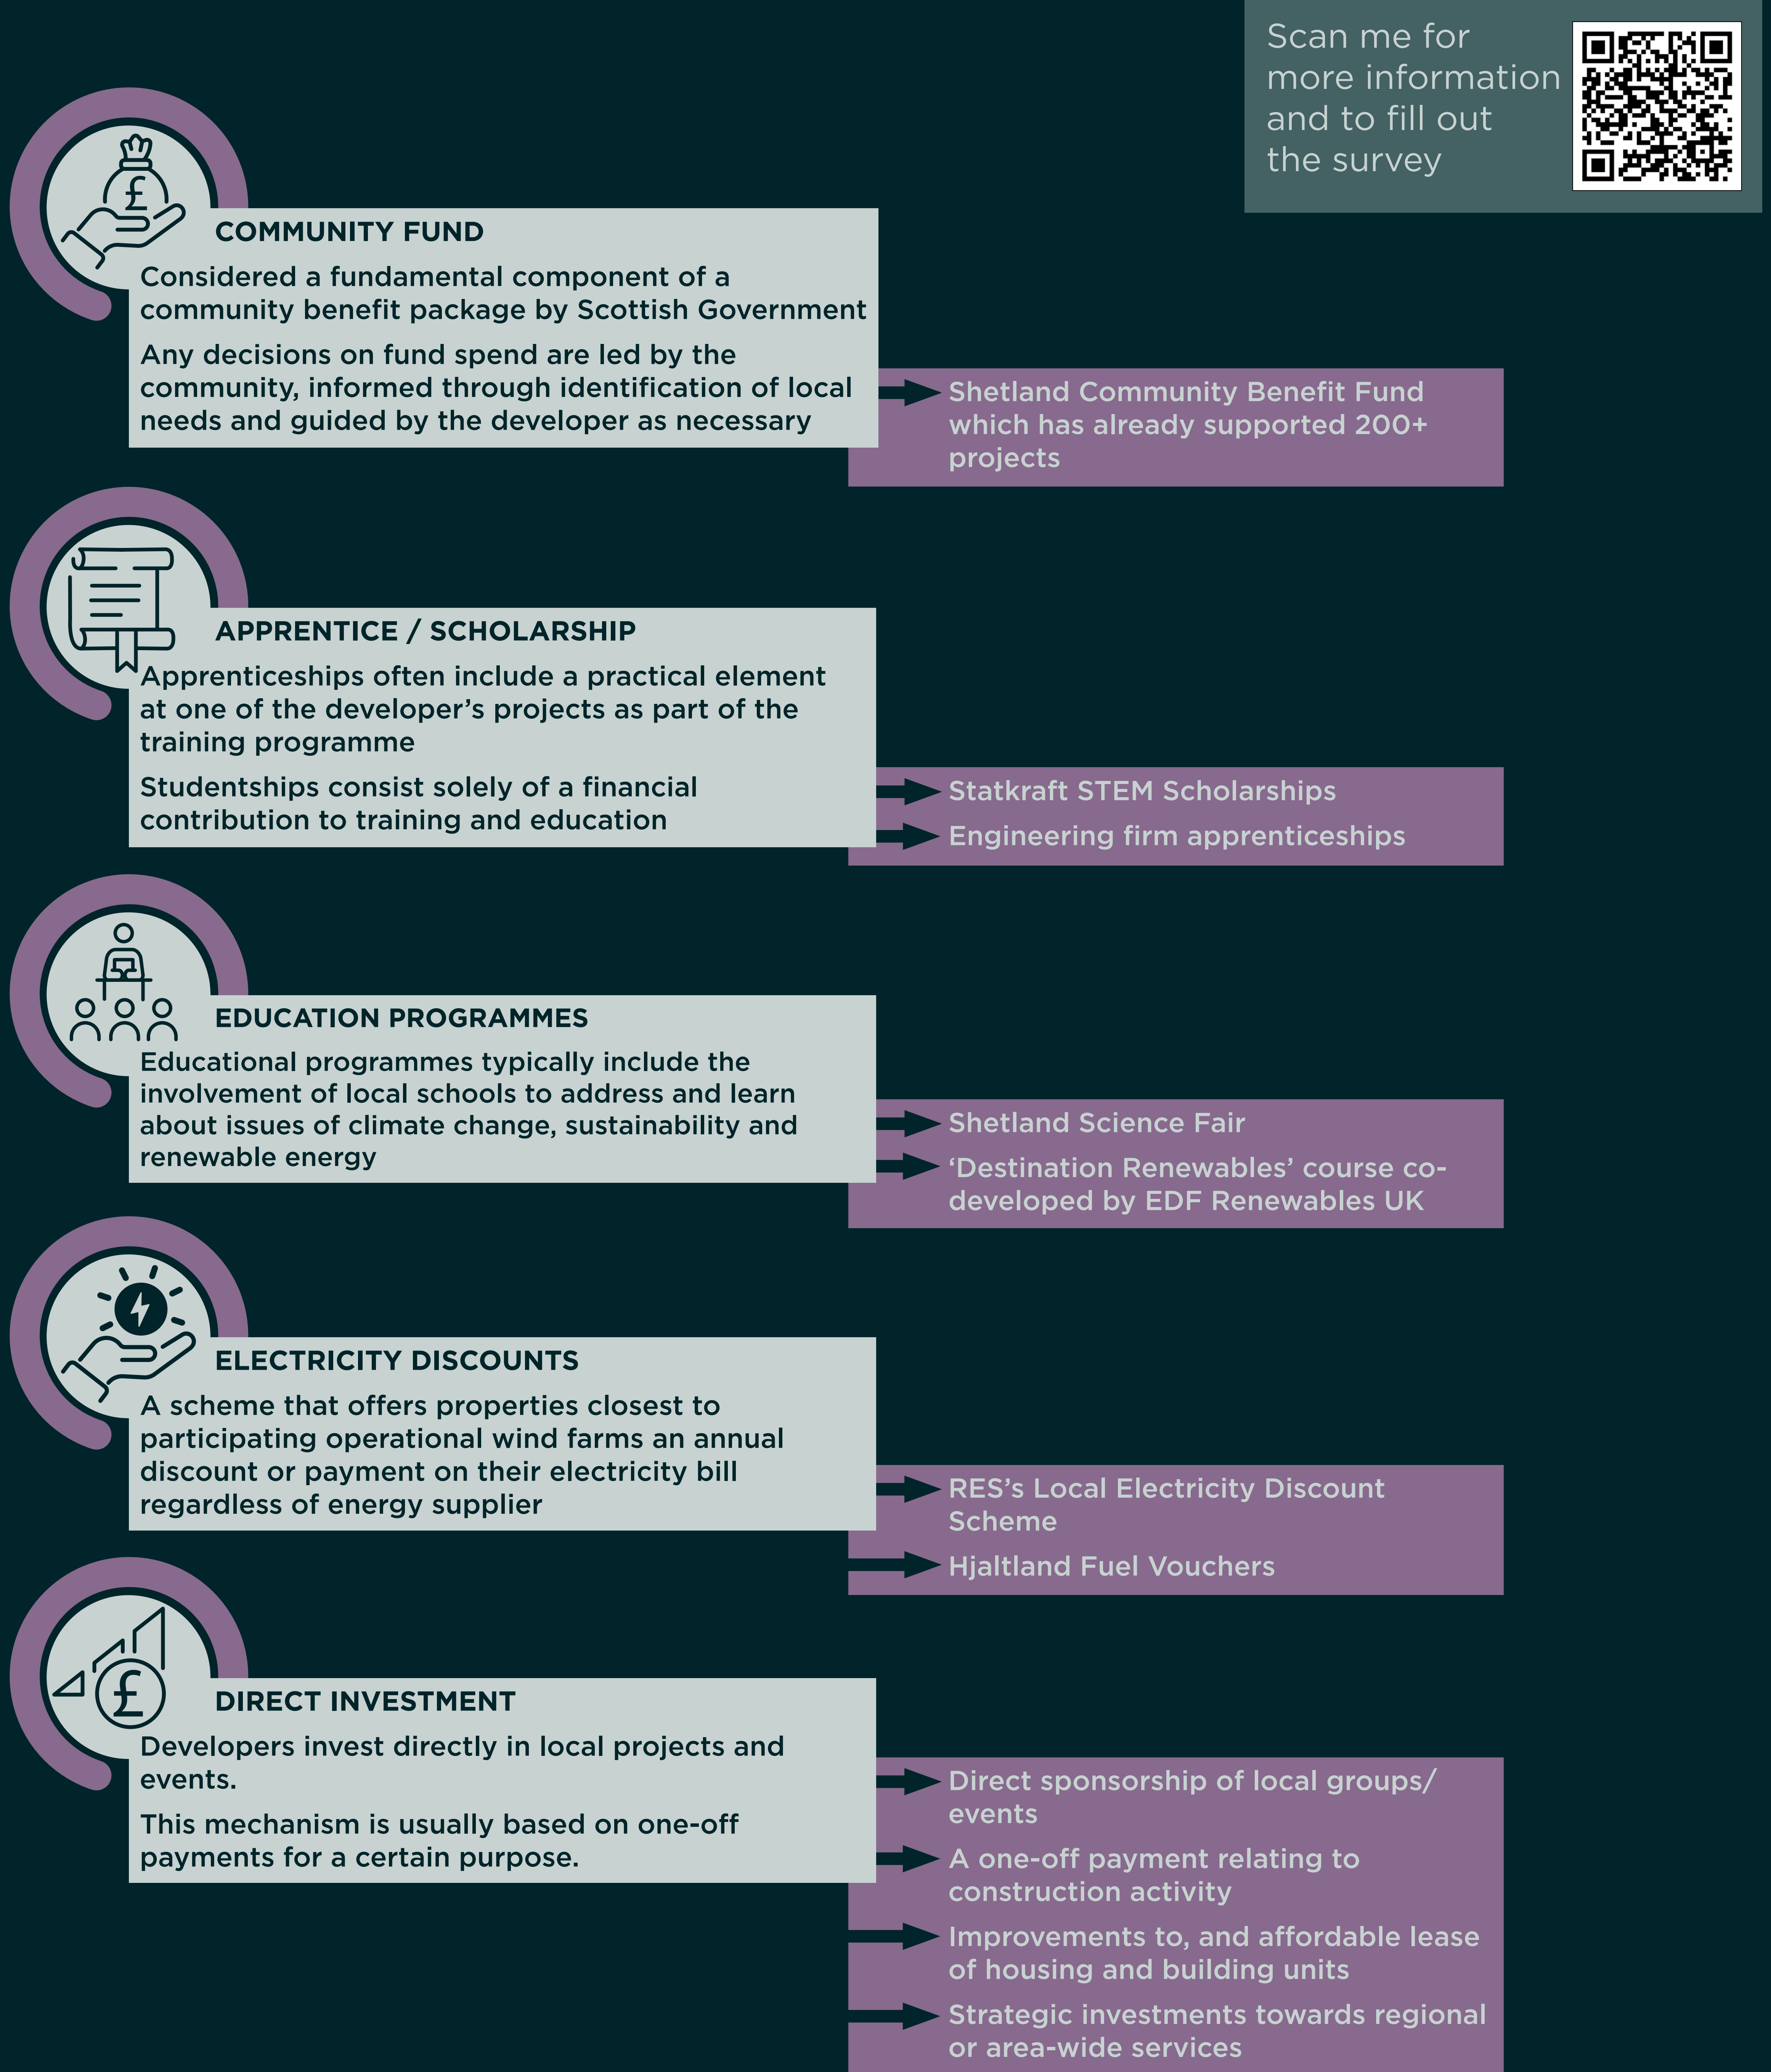 Scan me for
more information
and to fill out
the survey
£
COMMUNITY FUND
Considered a fundamental component of a
community benefit package by Scottish Government
Any decisions on fund spend are led by the
community, informed through identification of local
needs and guided by the developer as necessary
Shetland Community Benefit Fund
which has already supported 200+
projects
APPRENTICE / SCHOLARSHIP
Apprenticeships often include a practical element
at one of the developer’s projects as part of the
training programme
Studentships consist solely of a financial
contribution to training and education
Statkraft STEM Scholarships
Engineering firm apprenticeships
EDUCATION PROGRAMMES
Educational programmes typically include the
involvement of local schools to address and learn
about issues of climate change, sustainability and
renewable energy
Shetland Science Fair
‘Destination Renewables’ course co-
developed by EDF Renewables UK
ELECTRICITY DISCOUNTS
A scheme that offers properties closest to
participating operational wind farms an annual
discount or payment on their electricity bill
regardless of energy supplier
RES’s Local Electricity Discount
Scheme
Hjaltland Fuel Vouchers
£
DIRECT INVESTMENT
Developers invest directly in local projects and
events.
This mechanism is usually based on one-off
payments for a certain purpose.
Direct sponsorship of local groups/
events
A one-off payment relating to
construction activity
Improvements to, and affordable lease
of housing and building units
Strategic investments towards regional
or area-wide services